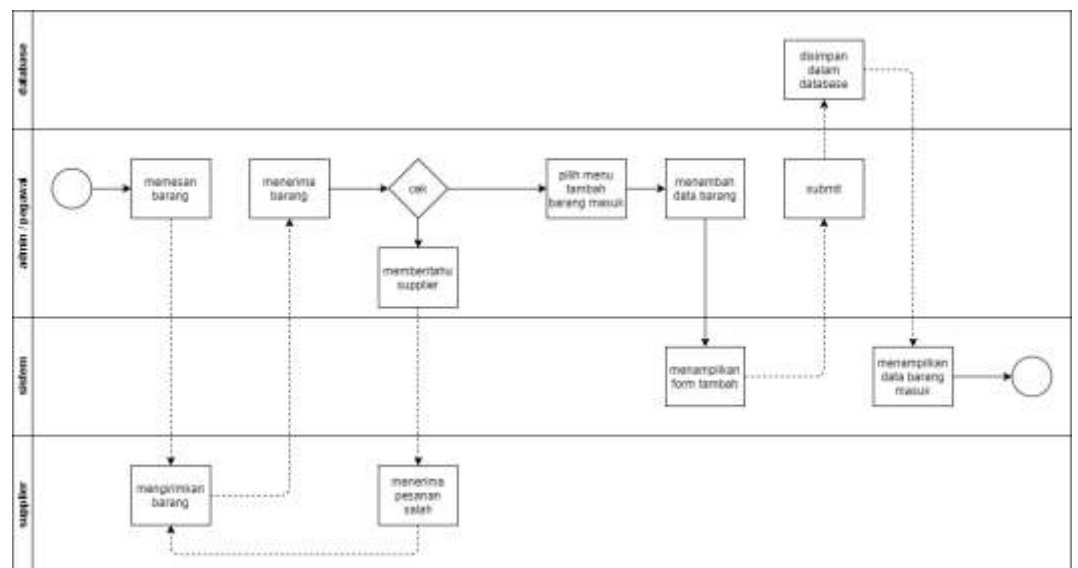 database
disimpan
dalam
database
admin / pegawai
memesan
barang
menerima
barang
cek
pilih menu
tambah
barang masuk
menambah
data barang
submit
memberitahu
supplier
sistem
menampilkan
form tambah
menampilkan
data barang
masuk
supplier
mengirimkan
barang
menerima
pesanan
salah